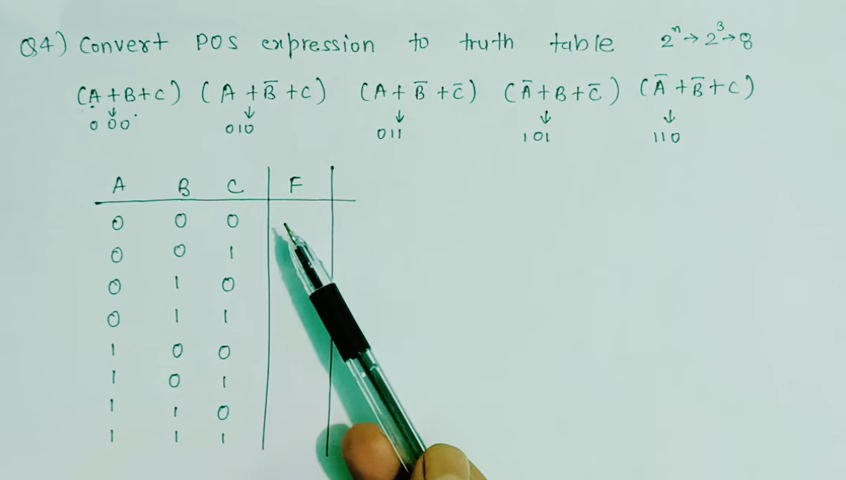 Q4) Convert POS expression to truth table 2ⁿ→2³→8
(A+B+C) (A+B̅+C) (A+B̅+C̅) (A̅+B+C̅) (A̅+B̅+C)
↓ ↓ ↓ ↓ ↓
000 010 011 101 110
A B C F
0 0 0
0 0 1
0 1 0
0 1 1
1 0 0
1 0 1
1 1 0
1 1 1